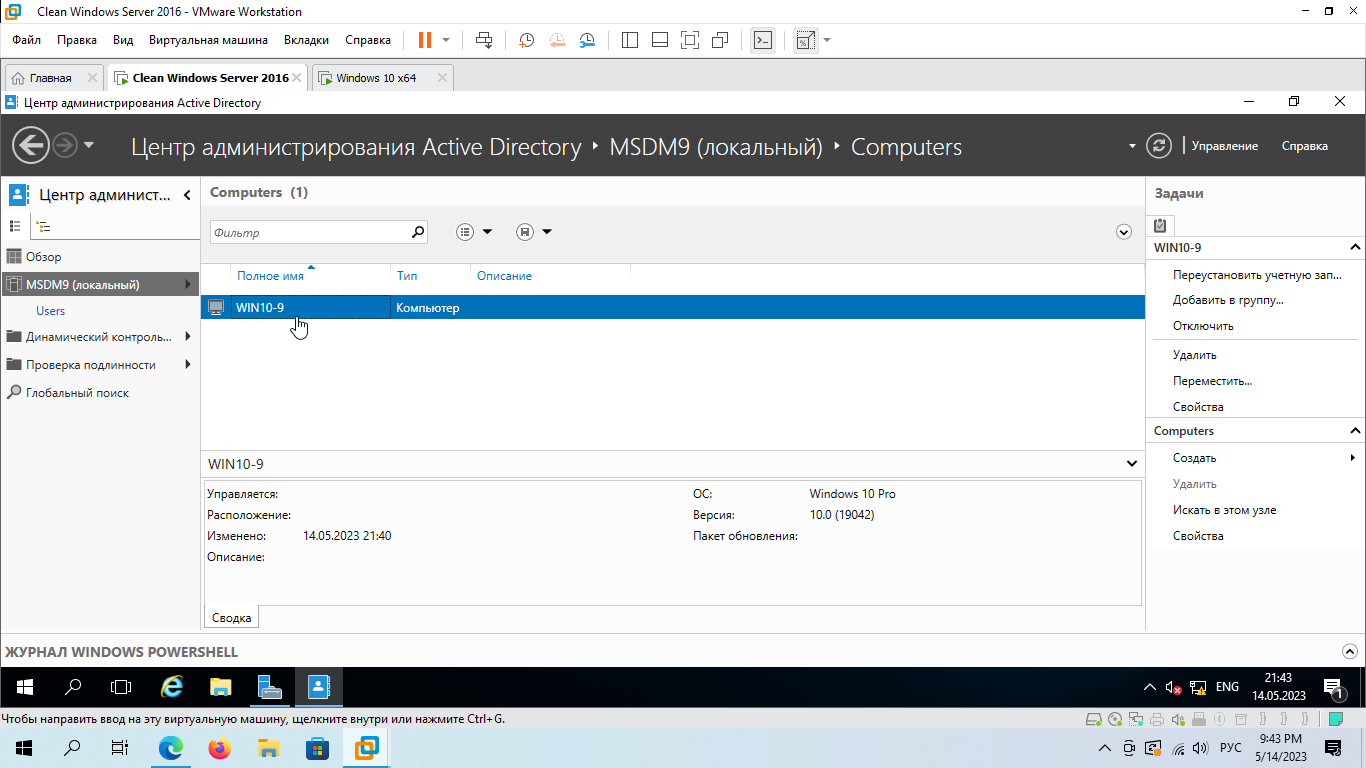 Clean Windows Server 2016 - VMware Workstation
Файл Правка Вид Виртуальная машина Вкладки Справка
Главная Clean Windows Server 2016 Windows 10 x64
Центр администрирования Active Directory
Центр администрирования Active Directory MSDM9 (локальный) Computers Управление Справка
Центр админист...
Обзор
MSDM9 (локальный)
Users
Динамический контроль...
Проверка подлинности
Глобальный поиск
Computers (1)
Фильтр
Полное имя Тип Описание
WIN10-9 Компьютер
WIN10-9
Управляется: ОС: Windows 10 Pro
Расположение: Версия: 10.0 (19042)
Изменено: 14.05.2023 21:40 Пакет обновления:
Описание:
Сводка
Задачи
WIN10-9
Переустановить учетную зап...
Добавить в группу...
Отключить
Удалить
Переместить...
Свойства
Computers
Создать
Удалить
Искать в этом узле
Свойства
ЖУРНАЛ WINDOWS POWERSHELL
ENG 21:43
14.05.2023
1
Чтобы направить ввод на эту виртуальную машину, щелкните внутри или нажмите Ctrl+G.
РУС 9:43 PM
5/14/2023